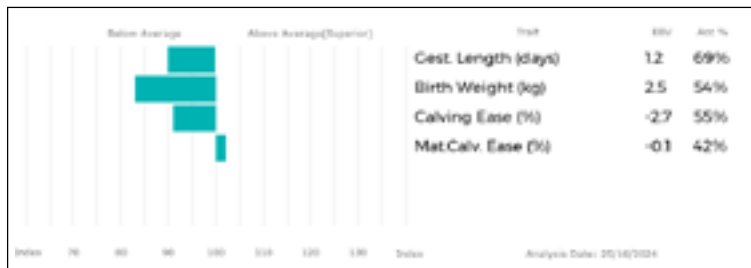 Below Average Above Average(Superior) Trait EBV Acc %
Gest. Length (days) 1.2 69%
Birth Weight (kg) 2.5 54%
Calving Ease (%) -2.7 55%
Mat.Calv. Ease (%) -0.1 42%
Index 70 80 90 100 110 120 130 Index Analysis Date: